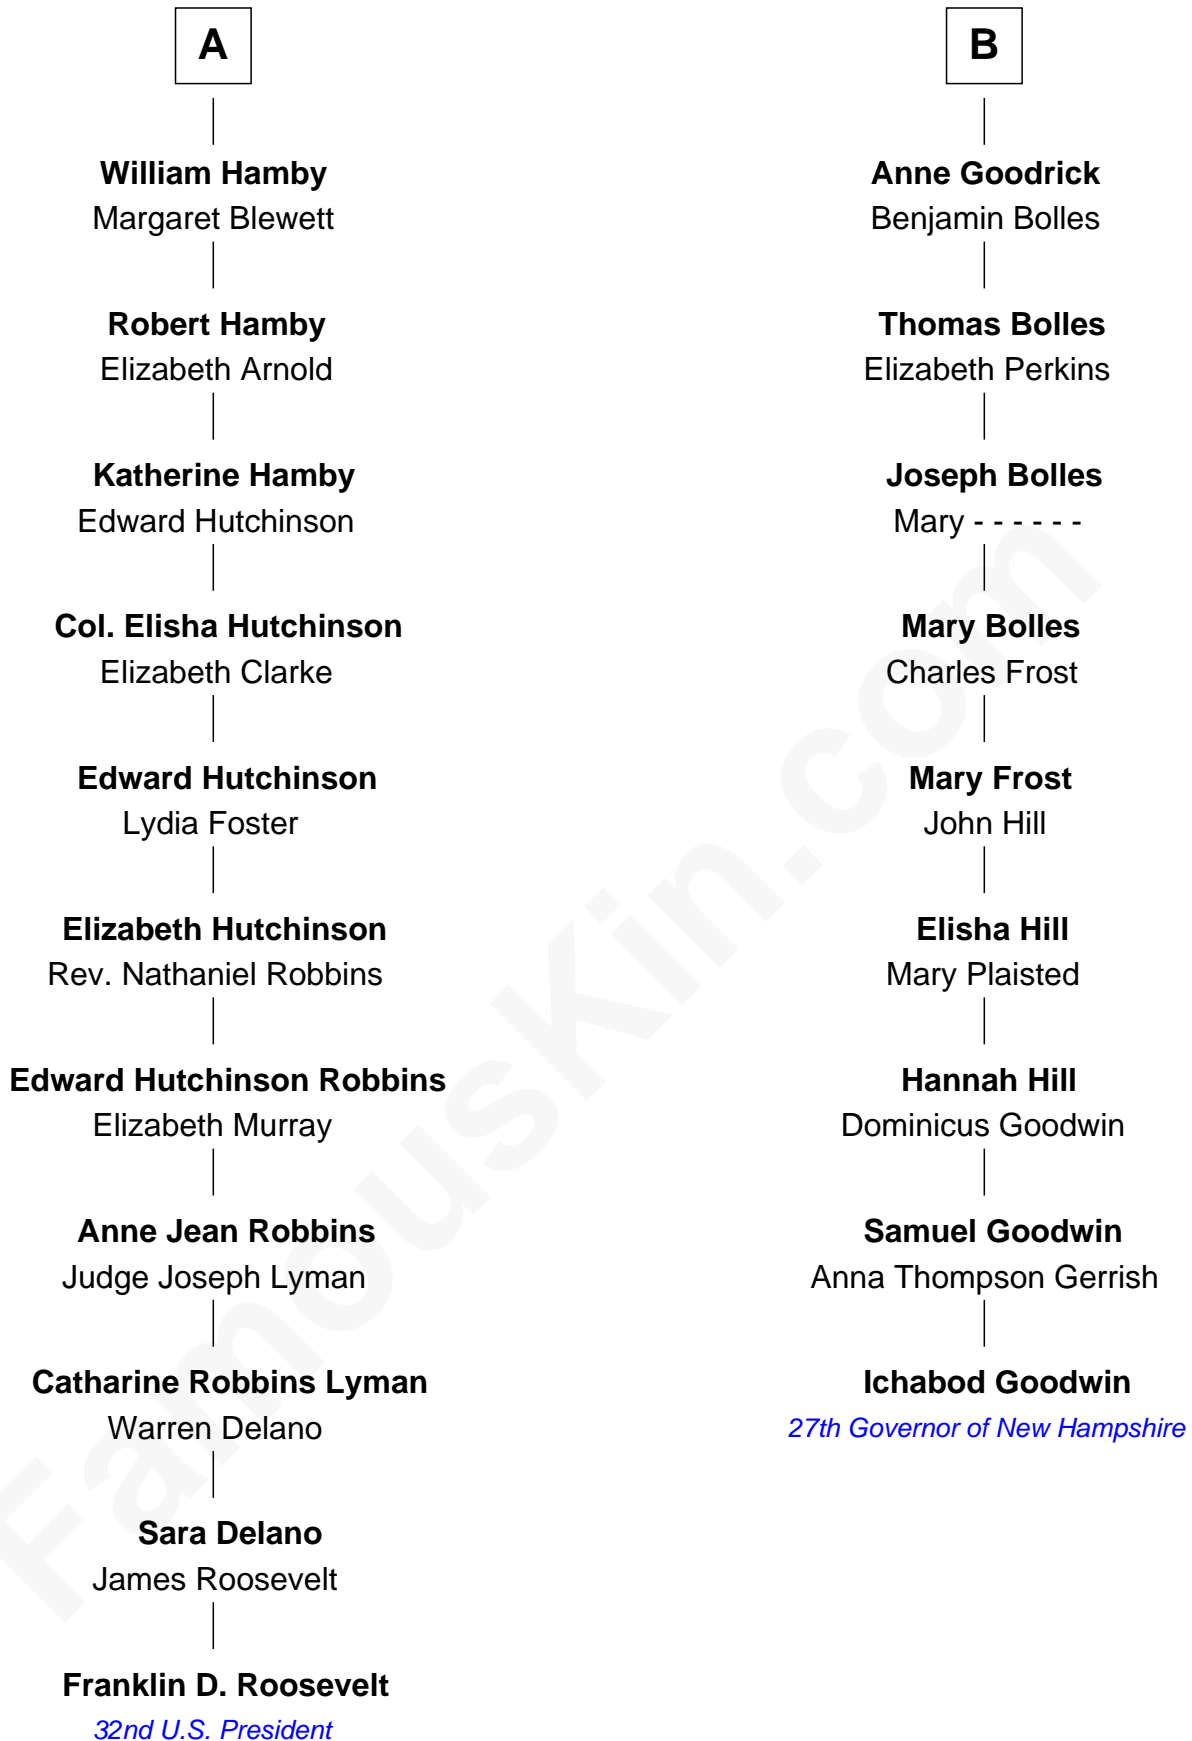 A
William Hamby
Margaret Blewett
Robert Hamby
Elizabeth Arnold
Katherine Hamby
Edward Hutchinson
Col. Elisha Hutchinson
Elizabeth Clarke
Edward Hutchinson
Lydia Foster
Elizabeth Hutchinson
Rev. Nathaniel Robbins
Edward Hutchinson Robbins
Elizabeth Murray
Anne Jean Robbins
Judge Joseph Lyman
Catharine Robbins Lyman
Warren Delano
Sara Delano
James Roosevelt
Franklin D. Roosevelt
32nd U.S. President
B
Anne Goodrick
Benjamin Bolles
Thomas Bolles
Elizabeth Perkins
Joseph Bolles
Mary - - - - - -
Mary Bolles
Charles Frost
Mary Frost
John Hill
Elisha Hill
Mary Plaisted
Hannah Hill
Dominicus Goodwin
Samuel Goodwin
Anna Thompson Gerrish
Ichabod Goodwin
27th Governor of New Hampshire
FamousKin.com